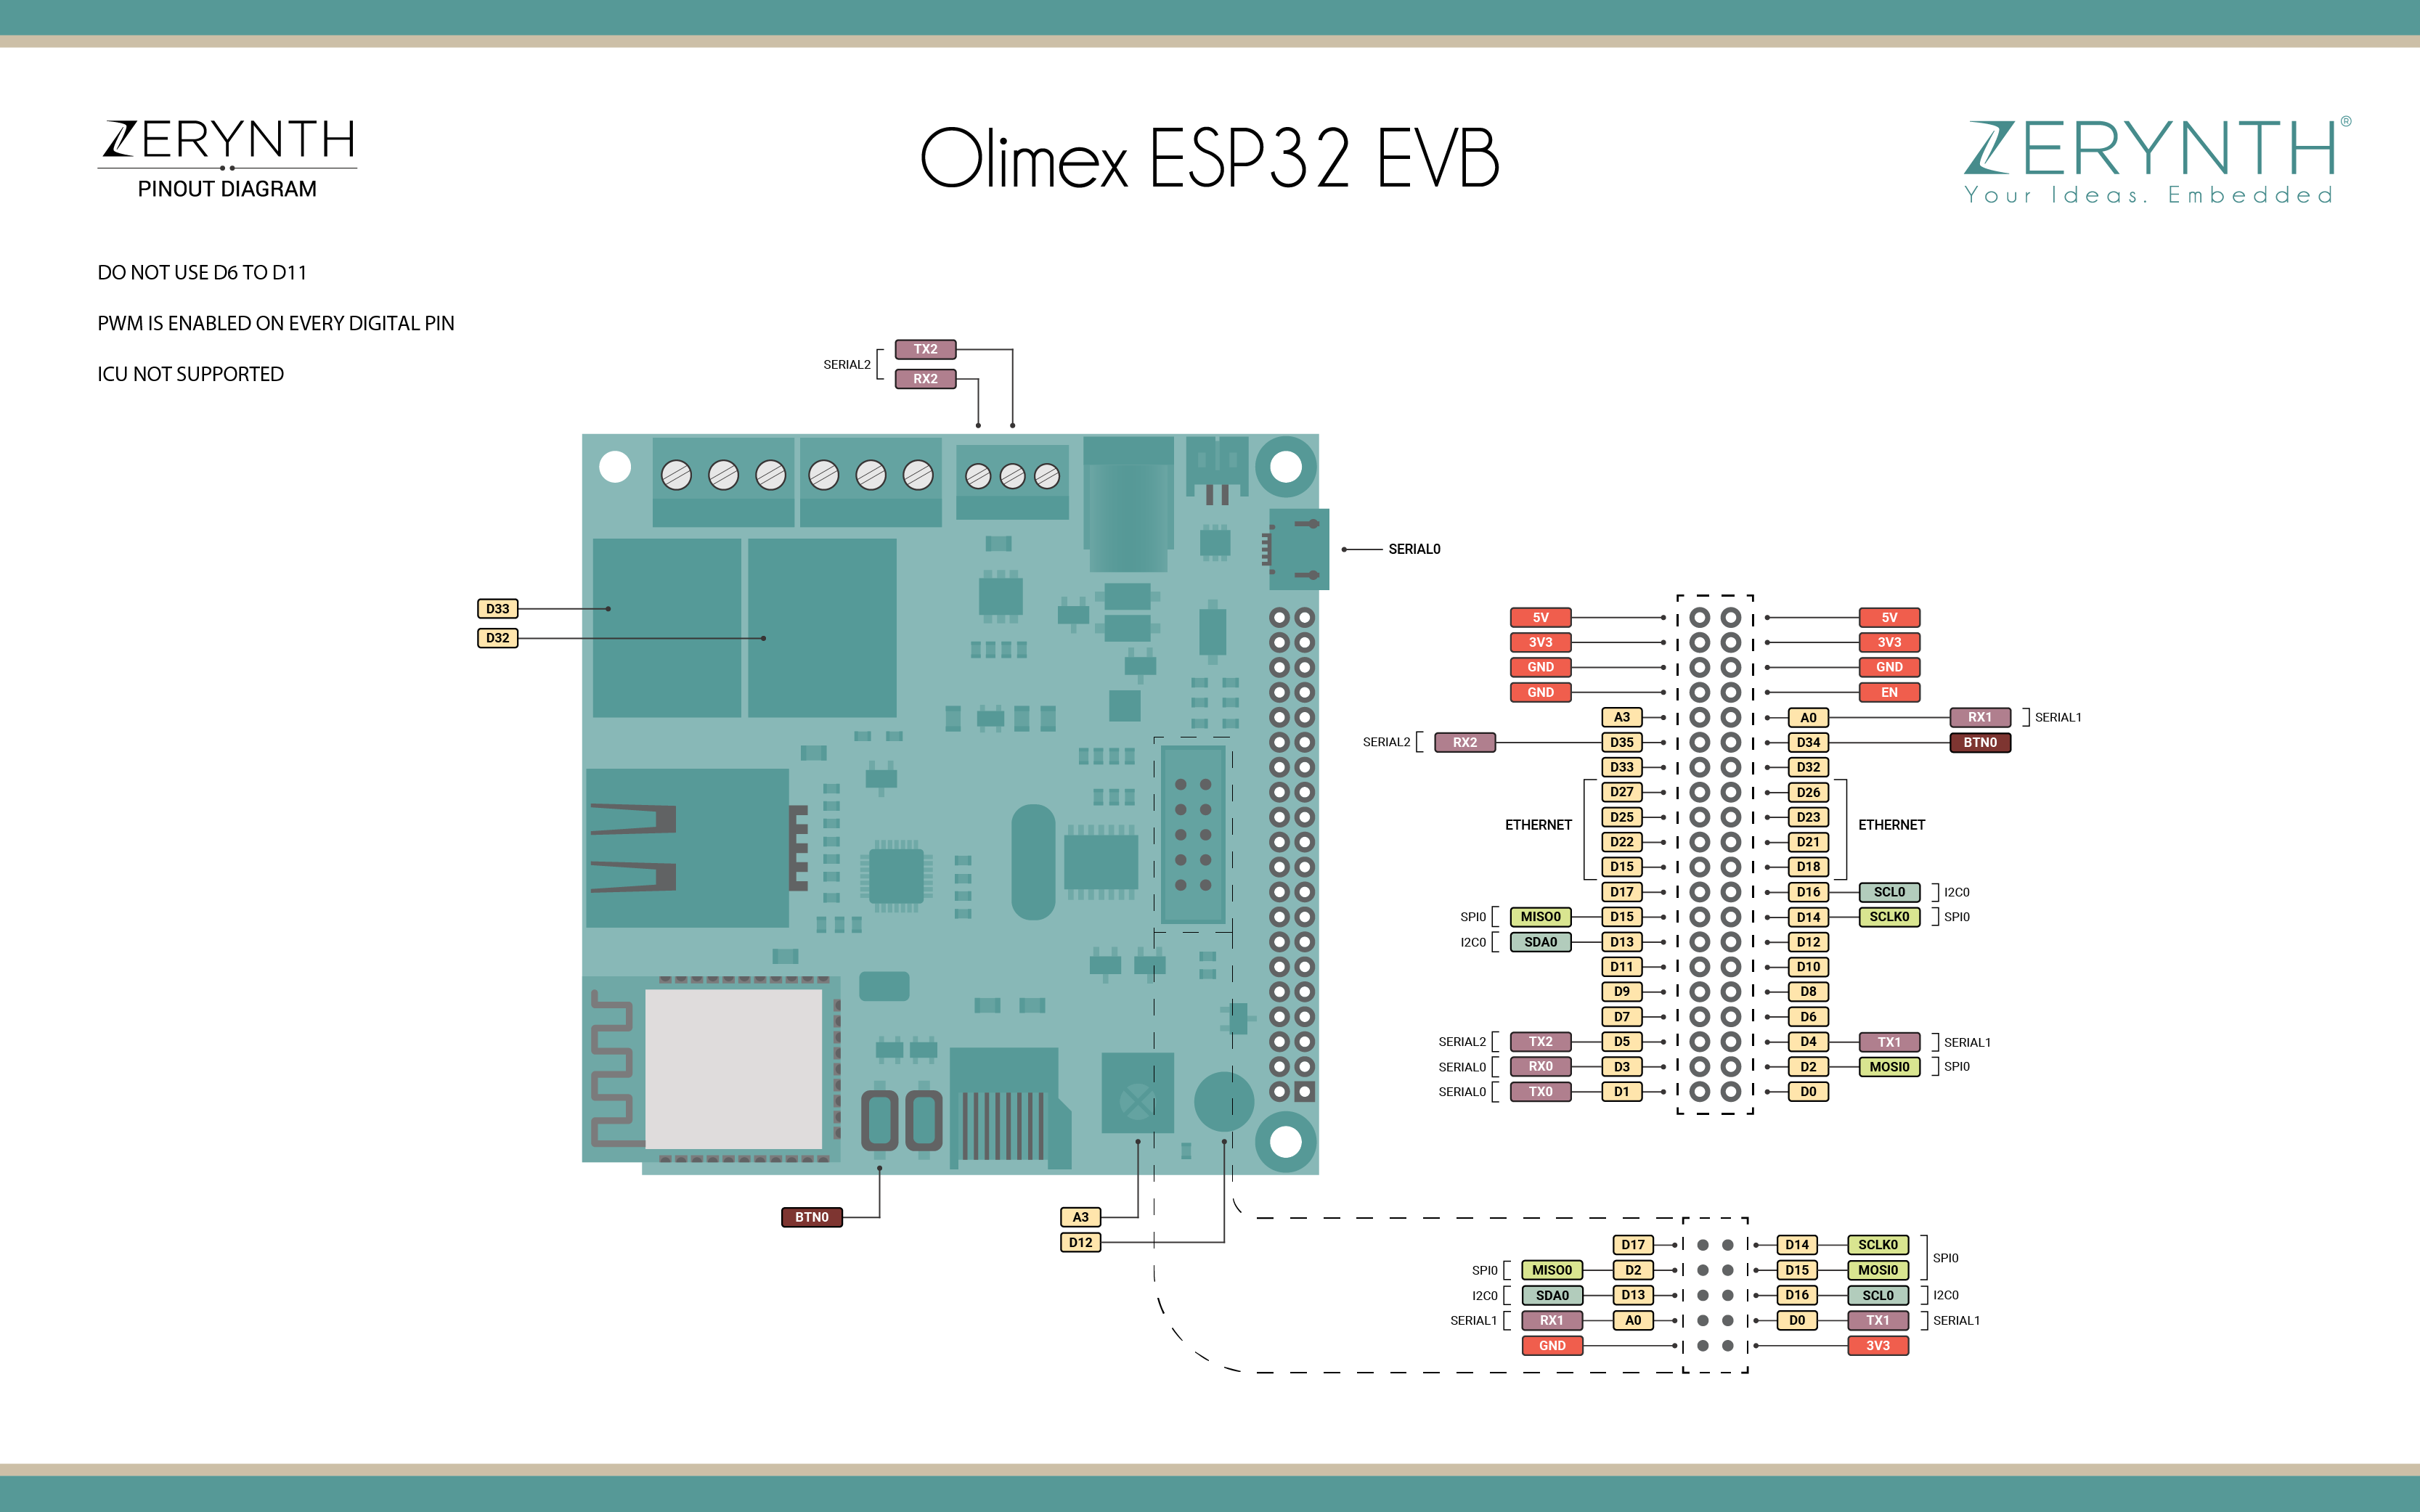 ZERYNTH
PINOUT DIAGRAM
Olimex ESP32 EVB
ZERYNTH®
Your Ideas. Embedded
DO NOT USE D6 TO D11
PWM IS ENABLED ON EVERY DIGITAL PIN
ICU NOT SUPPORTED
SERIAL2 TX2
RX2
SERIAL0
D33
D32
5V 5V
3V3 3V3
GND GND
GND EN
A3 A0 RX1 SERIAL1
SERIAL2 RX2 D35 D34 BTN0
D33 D32
D27 D26
ETHERNET D25 D23 ETHERNET
D22 D21
D15 D18
D17 D16 SCL0 I2C0
SPI0 MISO0 D15 D14 SCLK0 SPI0
I2C0 SDA0 D13 D12
D11 D10
D9 D8
D7 D6
SERIAL2 TX2 D5 D4 TX1 SERIAL1
SERIAL0 RX0 D3 D2 MOSI0 SPI0
SERIAL0 TX0 D1 D0
BTN0
A3
D12
D17 D14 SCLK0 SPI0
SPI0 MISO0 D2 D15 MOSI0
I2C0 SDA0 D13 D16 SCL0 I2C0
SERIAL1 RX1 A0 D0 TX1 SERIAL1
GND 3V3